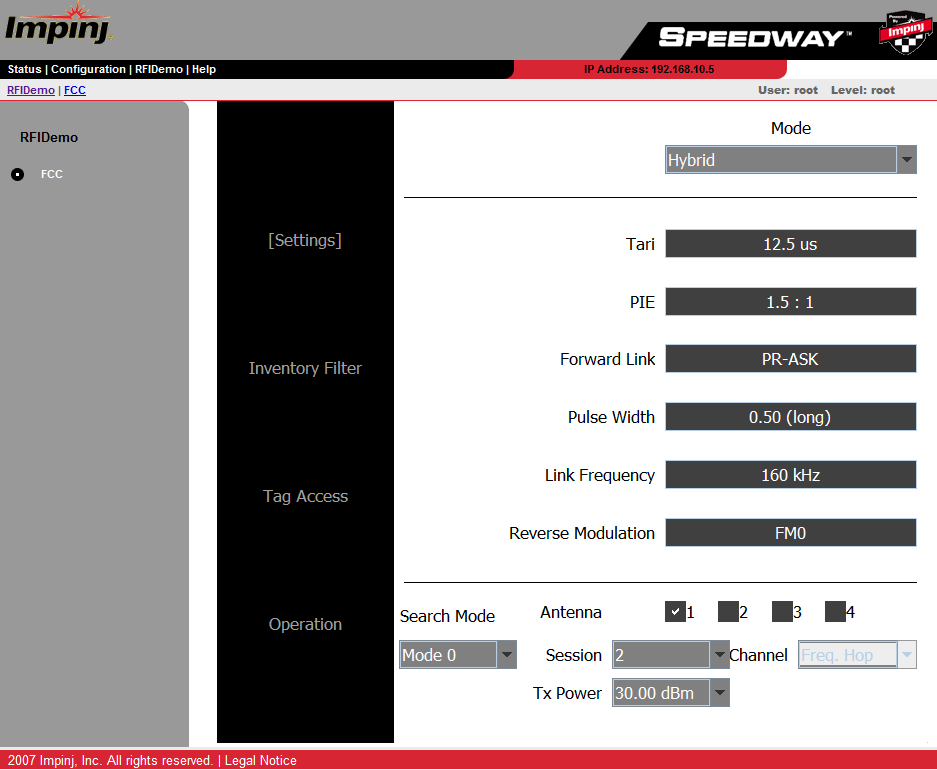 Impinj
SPEEDWAY™
Powered By Impinj
Status | Configuration | RFIDemo | Help
IP Address: 192.168.10.5
RFIDemo | FCC
User: root Level: root
RFIDemo
FCC
[Settings]
Inventory Filter
Tag Access
Operation
Mode
Hybrid
Tari 12.5 us
PIE 1.5 : 1
Forward Link PR-ASK
Pulse Width 0.50 (long)
Link Frequency 160 kHz
Reverse Modulation FM0
Search Mode
Mode 0
Antenna 1 2 3 4
Session 2 Channel Freq. Hop
Tx Power 30.00 dBm
2007 Impinj, Inc. All rights reserved. | Legal Notice